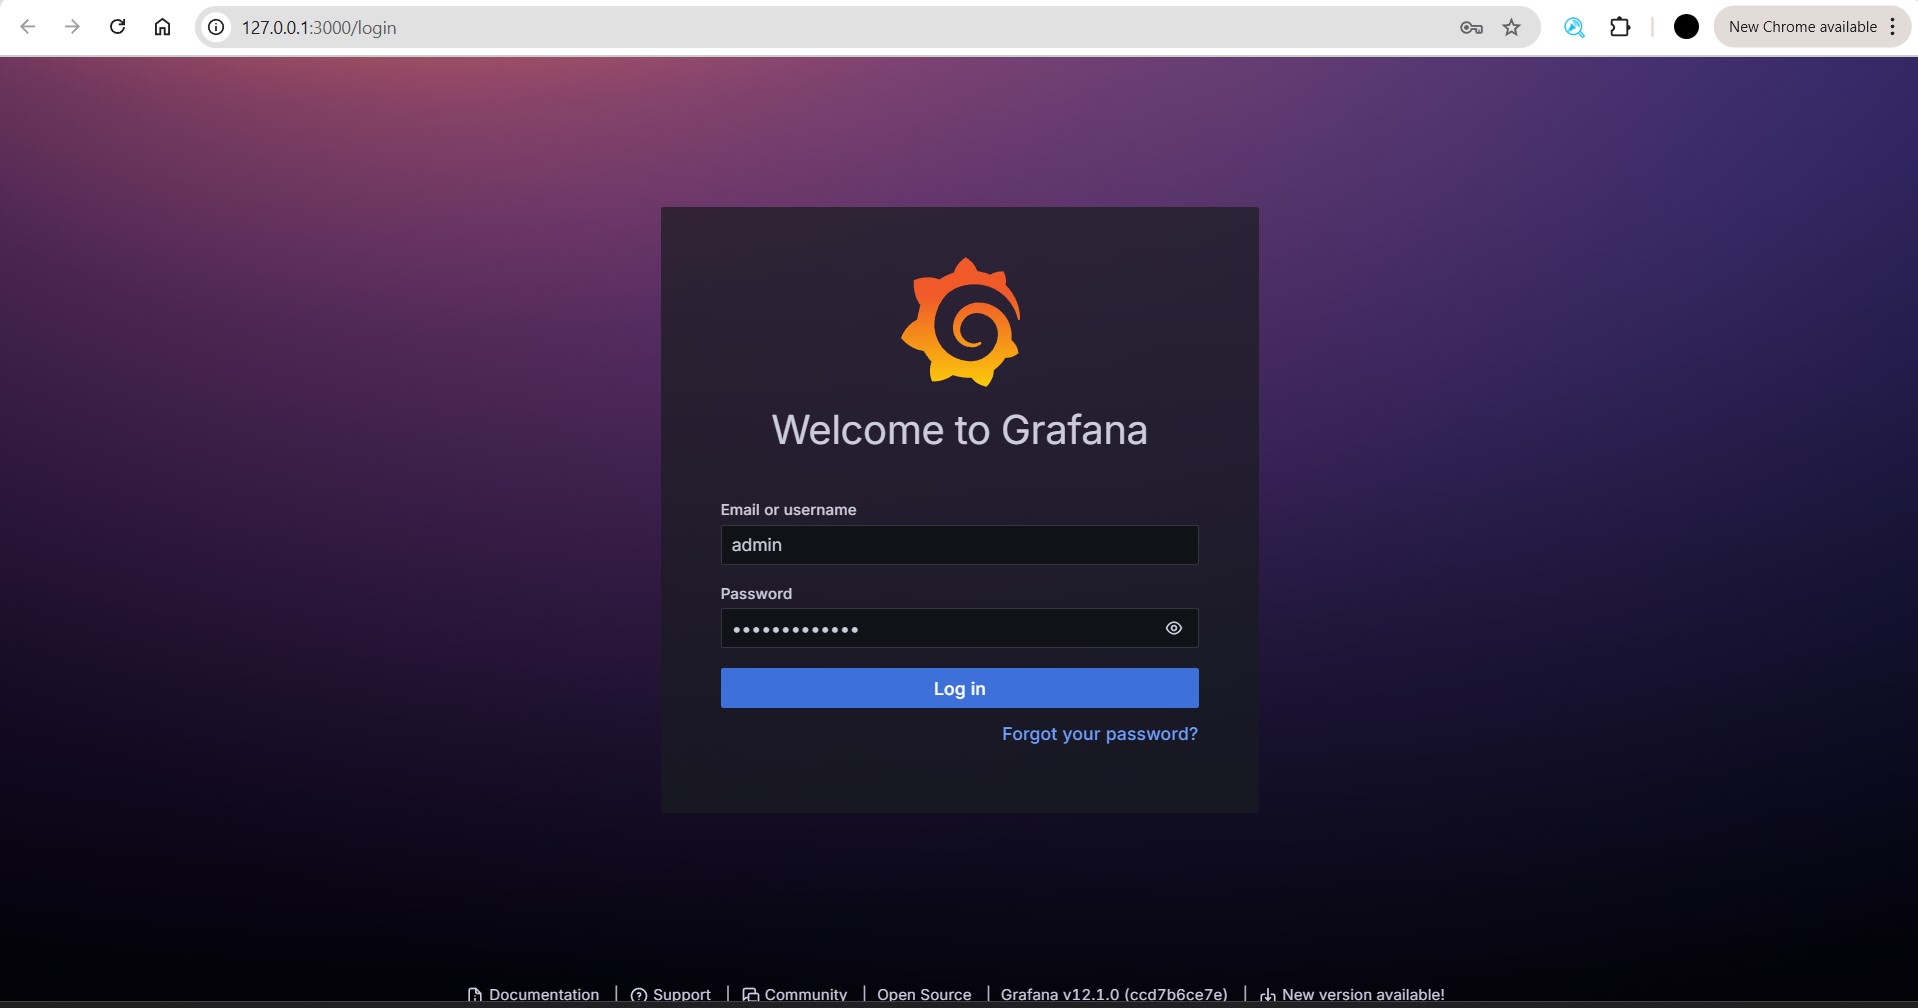 127.0.0.1:3000/login
New Chrome available
Welcome to Grafana
Email or username
admin
Password
•••••••••••••
Log in
Forgot your password?
Documentation | Support | Community | Open Source | Grafana v12.1.0 (ccd7b6ce7e) | New version available!